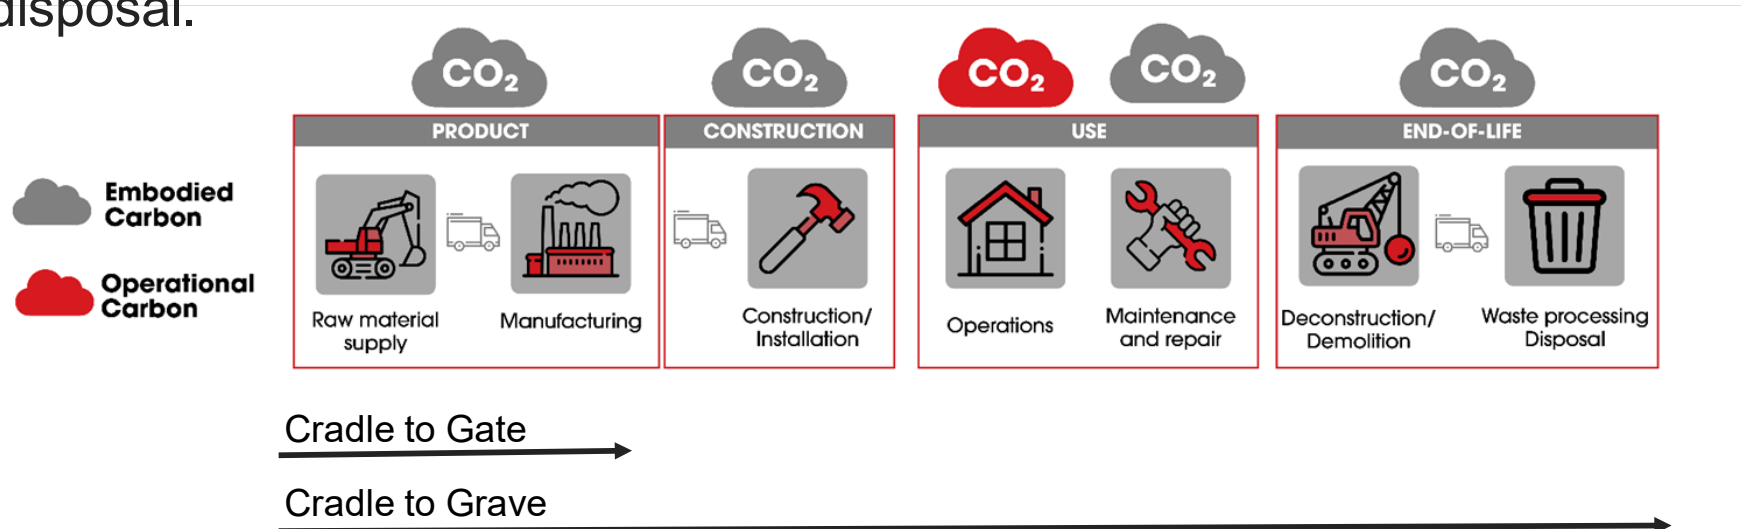 disposal.
CO2
CO2
CO2
CO2
CO2
PRODUCT
CONSTRUCTION
USE
END-OF-LIFE
Embodied
Carbon
Operational
Carbon
Raw material
supply
Manufacturing
Construction/
Installation
Operations
Maintenance
and repair
Deconstruction/
Demolition
Waste processing
Disposal
Cradle to Gate
Cradle to Grave